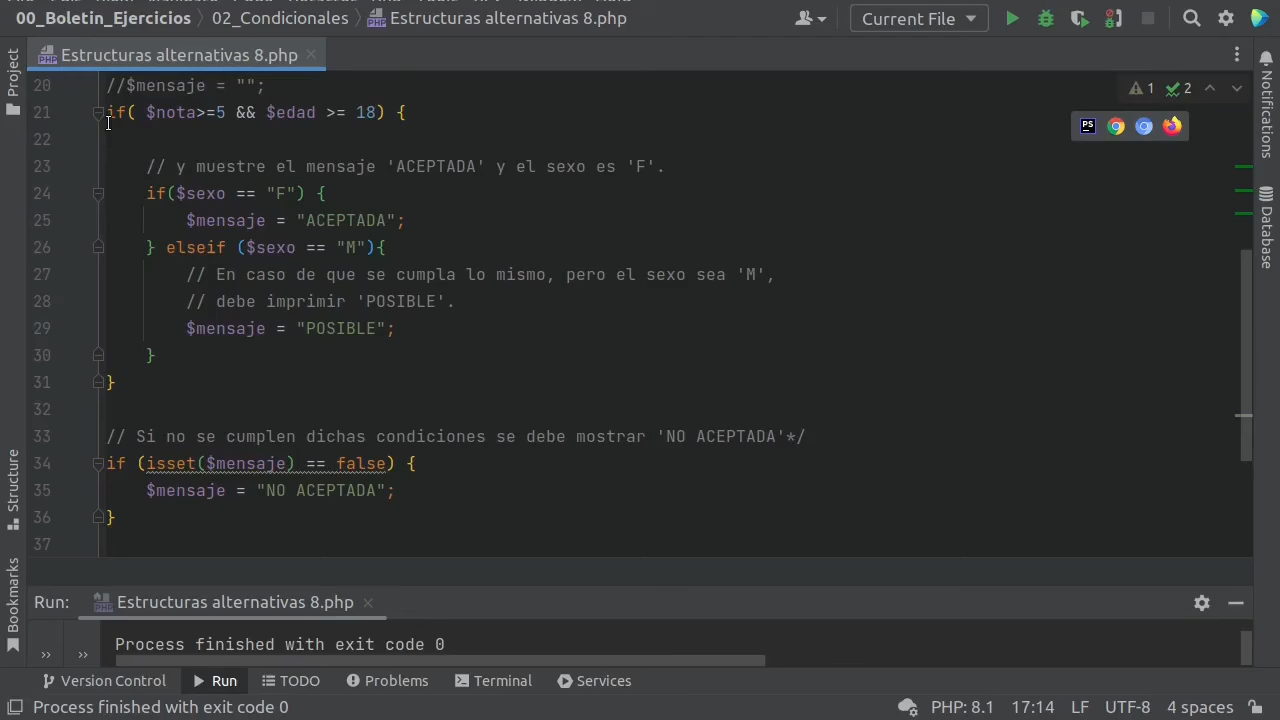 00_Boletin_Ejercicios
02_Condicionales
Estructuras alternativas 8.php
Current File
Estructuras alternativas 8.php
Project
Structure
Bookmarks
Notifications
Database
1
2
20 //$mensaje = "";
21 if( $nota>=5 && $edad >= 18) {
22
23 // y muestre el mensaje 'ACEPTADA' y el sexo es 'F'.
24 if($sexo == "F") {
25 $mensaje = "ACEPTADA";
26 } elseif ($sexo == "M"){
27 // En caso de que se cumpla lo mismo, pero el sexo sea 'M',
28 // debe imprimir 'POSIBLE'.
29 $mensaje = "POSIBLE";
30 }
31 }
32
33 // Si no se cumplen dichas condiciones se debe mostrar 'NO ACEPTADA'*/
34 if (isset($mensaje) == false) {
35 $mensaje = "NO ACEPTADA";
36 }
37
Run:
Estructuras alternativas 8.php
Process finished with exit code 0
Version Control
Run
TODO
Problems
Terminal
Services
Process finished with exit code 0
PHP: 8.1
17:14
LF
UTF-8
4 spaces